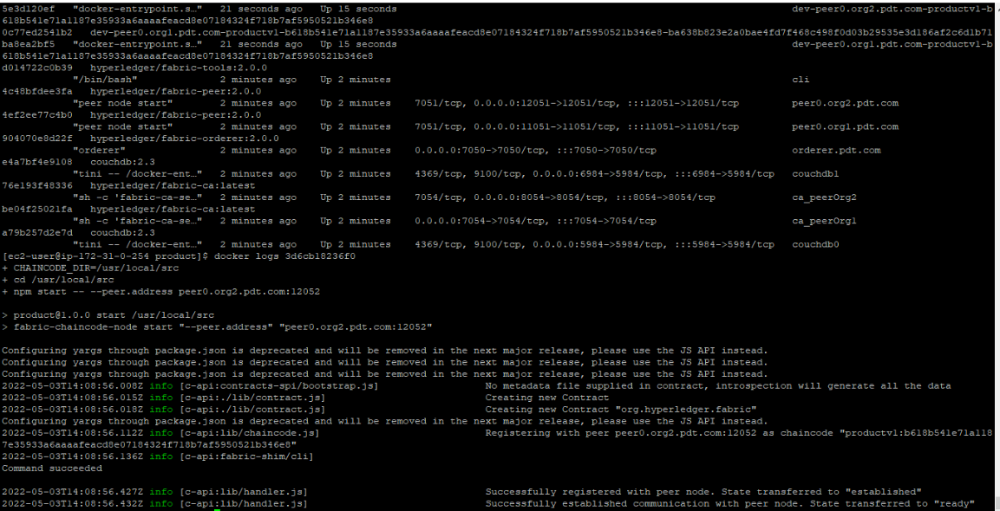 5e3d120ef   "docker-entrypoint.s…"   21 seconds ago   Up 15 seconds                                                                    dev-peer0.org2.pdt.com-productv1-b
618b541e71a1187e35933a6aaaafeacd8e07184324f718b7af5950521b346e8
0c77ed2541b2   dev-peer0.org1.pdt.com-productv1-b618b541e71a1187e35933a6aaaafeacd8e07184324f718b7af5950521b346e8-ba638b823e2a0bae4fd7f468c498f0d03b29535e3d186af2c6d1b71
ba8ea2bf5   "docker-entrypoint.s…"   21 seconds ago   Up 15 seconds                                                                    dev-peer0.org1.pdt.com-productv1-b
618b541e71a1187e35933a6aaaafeacd8e07184324f718b7af5950521b346e8
d014722c0b39   hyperledger/fabric-tools:2.0.0
            "/bin/bash"              2 minutes ago    Up 2 minutes                                                                     cli
4c48bfdee3fa   hyperledger/fabric-peer:2.0.0
            "peer node start"        2 minutes ago    Up 2 minutes    7051/tcp, 0.0.0.0:12051->12051/tcp, :::12051->12051/tcp         peer0.org2.pdt.com
4ef2ee77c4b0   hyperledger/fabric-peer:2.0.0
            "peer node start"        2 minutes ago    Up 2 minutes    7051/tcp, 0.0.0.0:11051->11051/tcp, :::11051->11051/tcp         peer0.org1.pdt.com
904070e8d22f   hyperledger/fabric-orderer:2.0.0
            "orderer"                2 minutes ago    Up 2 minutes    0.0.0.0:7050->7050/tcp, :::7050->7050/tcp                       orderer.pdt.com
e4a7bf4e9108   couchdb:2.3
            "tini -- /docker-ent…"   2 minutes ago    Up 2 minutes    4369/tcp, 9100/tcp, 0.0.0.0:6984->5984/tcp, :::6984->5984/tcp   couchdb1
76e193f48336   hyperledger/fabric-ca:latest
            "sh -c 'fabric-ca-se…"   2 minutes ago    Up 2 minutes    7054/tcp, 0.0.0.0:8054->8054/tcp, :::8054->8054/tcp             ca_peerOrg2
be04f25021fa   hyperledger/fabric-ca:latest
            "sh -c 'fabric-ca-se…"   2 minutes ago    Up 2 minutes    0.0.0.0:7054->7054/tcp, :::7054->7054/tcp                       ca_peerOrg1
a79b257d2e7d   couchdb:2.3
            "tini -- /docker-ent…"   2 minutes ago    Up 2 minutes    4369/tcp, 9100/tcp, 0.0.0.0:5984->5984/tcp, :::5984->5984/tcp   couchdb0
[ec2-user@ip-172-31-0-254 product]$ docker logs 3d6cb18236f0
+ CHAINCODE_DIR=/usr/local/src
+ cd /usr/local/src
+ npm start -- --peer.address peer0.org2.pdt.com:12052

> product@1.0.0 start /usr/local/src
> fabric-chaincode-node start "--peer.address" "peer0.org2.pdt.com:12052"

Configuring yargs through package.json is deprecated and will be removed in the next major release, please use the JS API instead.
Configuring yargs through package.json is deprecated and will be removed in the next major release, please use the JS API instead.
Configuring yargs through package.json is deprecated and will be removed in the next major release, please use the JS API instead.
2022-05-03T14:08:56.008Z info [c-api:contracts-spi/bootstrap.js]                  No metadata file supplied in contract, introspection will generate all the data
2022-05-03T14:08:56.015Z info [c-api:./lib/contract.js]                           Creating new Contract
2022-05-03T14:08:56.018Z info [c-api:./lib/contract.js]                           Creating new Contract "org.hyperledger.fabric"
Configuring yargs through package.json is deprecated and will be removed in the next major release, please use the JS API instead.
2022-05-03T14:08:56.112Z info [c-api:lib/chaincode.js]                            Registering with peer peer0.org2.pdt.com:12052 as chaincode "productv1:b618b541e71a118
7e35933a6aaaafeacd8e07184324f718b7af5950521b346e8"
2022-05-03T14:08:56.136Z info [c-api:fabric-shim/cli]
Command succeeded

2022-05-03T14:08:56.427Z info [c-api:lib/handler.js]                              Successfully registered with peer node. State transferred to "established"
2022-05-03T14:08:56.432Z info [c-api:lib/handler.js]                              Successfully established communication with peer node. State transferred to "ready"